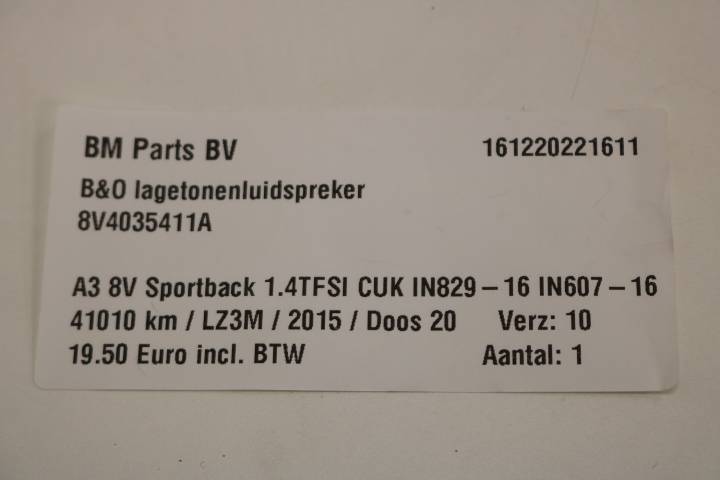 BM Parts BV 161220221611
B&O lagetonenluidspreker
8V4035411A
A3 8V Sportback 1.4TFSI CUK IN829 – 16 IN607 – 16
41010 km / LZ3M / 2015 / Doos 20 Verz: 10
19.50 Euro incl. BTW Aantal: 1